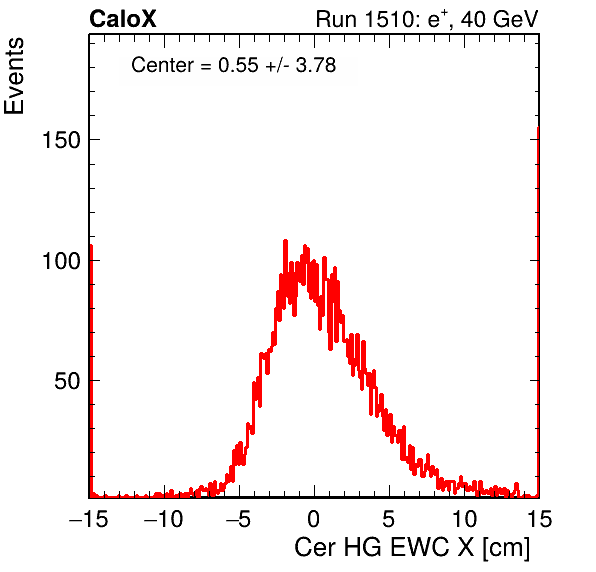 CaloX Run 1510: e⁺, 40 GeV
Center = 0.55 +/- 3.78
Events
150
100
50
−15 −10 −5 0 5 10 15
Cer HG EWC X [cm]